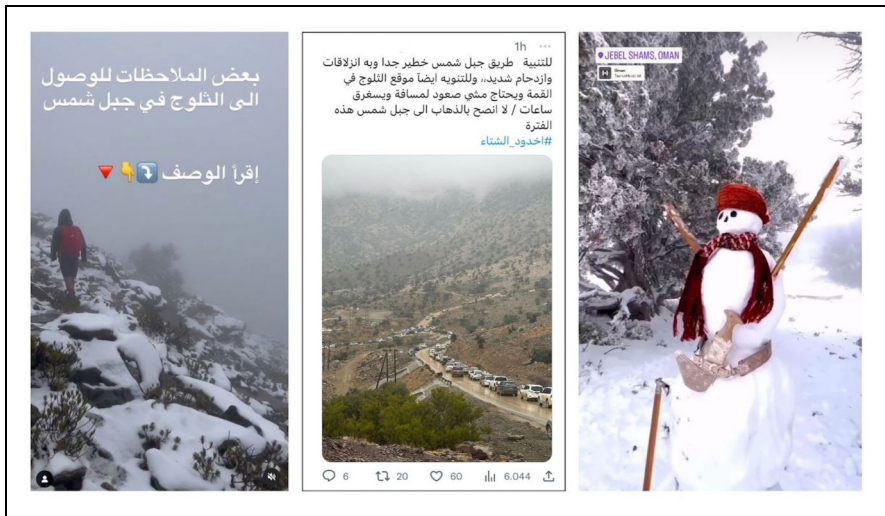 بعض الملاحظات للوصول
الى الثلوج في جبل شمس
إقرأ الوصف
1h
للتنبية طريق جبل شمس خطير جدا وبه انزلاقات
وازدحام شديد،، وللتنويه ايضاً موقع الثلوج في
القمة ويحتاج مشي صعود لمسافة ويسغرق
ساعات / لا انصح بالذهاب الى جبل شمس هذه
الفترة
#اخدود_الشتاء
6 20 60 6.044
JEBEL SHAMS, OMAN
Oman